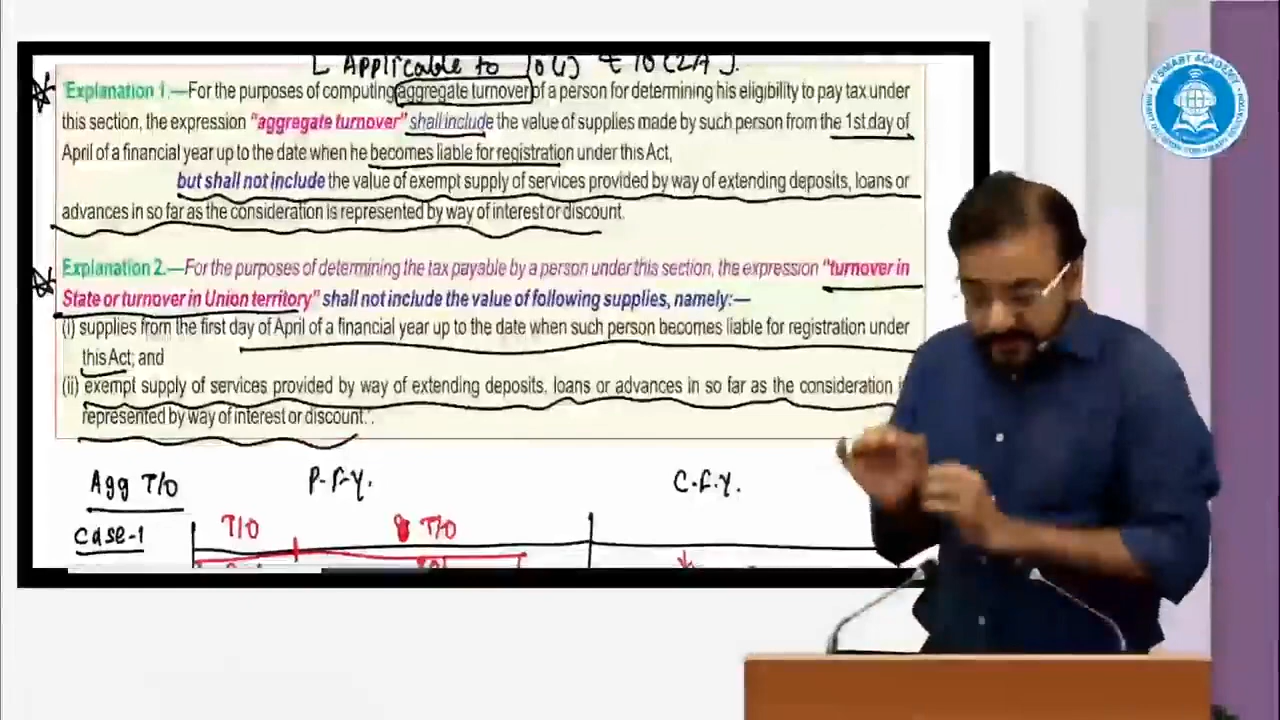 L Applicable to 10(1) & 10(2A).
Explanation 1.—For the purposes of computing aggregate turnover of a person for determining his eligibility to pay tax under
this section, the expression "aggregate turnover" shall include the value of supplies made by such person from the 1st day of
April of a financial year up to the date when he becomes liable for registration under this Act,
but shall not include the value of exempt supply of services provided by way of extending deposits, loans or
advances in so far as the consideration is represented by way of interest or discount.
Explanation 2.—For the purposes of determining the tax payable by a person under this section, the expression "turnover in
State or turnover in Union territory" shall not include the value of following supplies, namely:—
(i) supplies from the first day of April of a financial year up to the date when such person becomes liable for registration under
this Act; and
(ii) exempt supply of services provided by way of extending deposits, loans or advances in so far as the consideration
represented by way of interest or discount.'.
Agg T/O P.F.Y. C.F.Y.
Case-1 T/O T/O
V'SMART ACADEMY